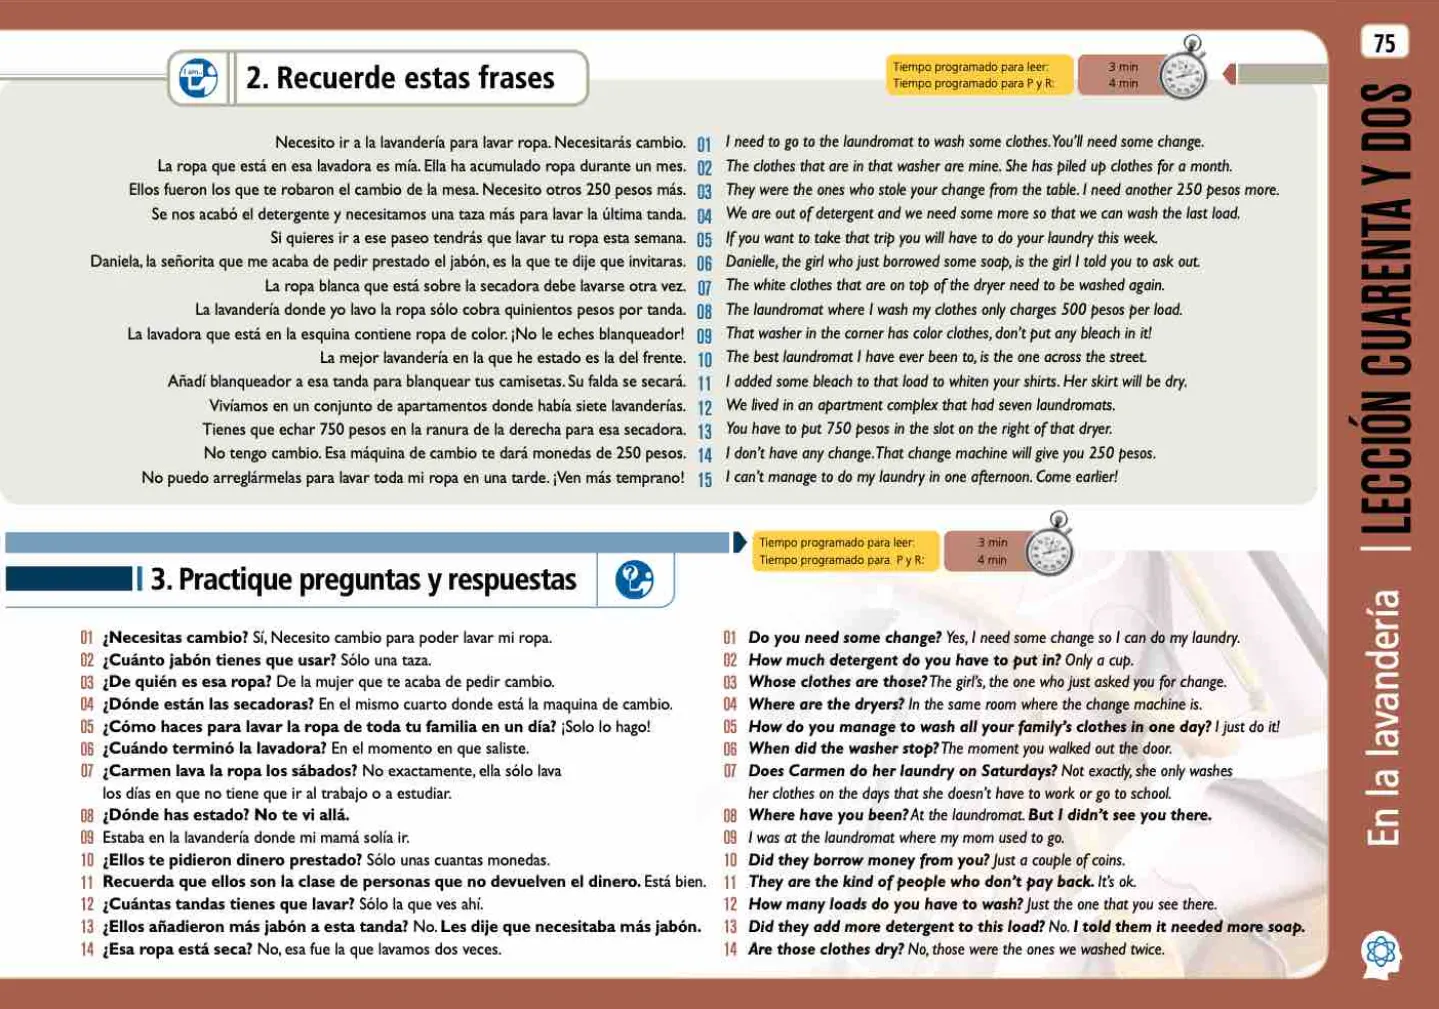 75
LECCIÓN CUARENTA Y DOS
En la lavandería
I am...
2. Recuerde estas frases
Tiempo programado para leer: 3 min
Tiempo programado para P y R: 4 min
Necesito ir a la lavandería para lavar ropa. Necesitarás cambio. 01 I need to go to the laundromat to wash some clothes. You'll need some change.
La ropa que está en esa lavadora es mía. Ella ha acumulado ropa durante un mes. 02 The clothes that are in that washer are mine. She has piled up clothes for a month.
Ellos fueron los que te robaron el cambio de la mesa. Necesito otros 250 pesos más. 03 They were the ones who stole your change from the table. I need another 250 pesos more.
Se nos acabó el detergente y necesitamos una taza más para lavar la última tanda. 04 We are out of detergent and we need some more so that we can wash the last load.
Si quieres ir a ese paseo tendrás que lavar tu ropa esta semana. 05 If you want to take that trip you will have to do your laundry this week.
Daniela, la señorita que me acaba de pedir prestado el jabón, es la que te dije que invitaras. 06 Danielle, the girl who just borrowed some soap, is the girl I told you to ask out.
La ropa blanca que está sobre la secadora debe lavarse otra vez. 07 The white clothes that are on top of the dryer need to be washed again.
La lavandería donde yo lavo la ropa sólo cobra quinientos pesos por tanda. 08 The laundromat where I wash my clothes only charges 500 pesos per load.
La lavadora que está en la esquina contiene ropa de color. ¡No le eches blanqueador! 09 That washer in the corner has color clothes, don't put any bleach in it!
La mejor lavandería en la que he estado es la del frente. 10 The best laundromat I have ever been to, is the one across the street.
Añadí blanqueador a esa tanda para blanquear tus camisetas. Su falda se secará. 11 I added some bleach to that load to whiten your shirts. Her skirt will be dry.
Vivíamos en un conjunto de apartamentos donde había siete lavanderías. 12 We lived in an apartment complex that had seven laundromats.
Tienes que echar 750 pesos en la ranura de la derecha para esa secadora. 13 You have to put 750 pesos in the slot on the right of that dryer.
No tengo cambio. Esa máquina de cambio te dará monedas de 250 pesos. 14 I don't have any change. That change machine will give you 250 pesos.
No puedo arreglármelas para lavar toda mi ropa en una tarde. ¡Ven más temprano! 15 I can't manage to do my laundry in one afternoon. Come earlier!
Tiempo programado para leer: 3 min
Tiempo programado para P y R: 4 min
3. Practique preguntas y respuestas
01 ¿Necesitas cambio? Sí, Necesito cambio para poder lavar mi ropa.
02 ¿Cuánto jabón tienes que usar? Sólo una taza.
03 ¿De quién es esa ropa? De la mujer que te acaba de pedir cambio.
04 ¿Dónde están las secadoras? En el mismo cuarto donde está la maquina de cambio.
05 ¿Cómo haces para lavar la ropa de toda tu familia en un día? ¡Solo lo hago!
06 ¿Cuándo terminó la lavadora? En el momento en que saliste.
07 ¿Carmen lava la ropa los sábados? No exactamente, ella sólo lava
los días en que no tiene que ir al trabajo o a estudiar.
08 ¿Dónde has estado? No te vi allá.
09 Estaba en la lavandería donde mi mamá solía ir.
10 ¿Ellos te pidieron dinero prestado? Sólo unas cuantas monedas.
11 Recuerda que ellos son la clase de personas que no devuelven el dinero. Está bien.
12 ¿Cuántas tandas tienes que lavar? Sólo la que ves ahí.
13 ¿Ellos añadieron más jabón a esta tanda? No. Les dije que necesitaba más jabón.
14 ¿Esa ropa está seca? No, esa fue la que lavamos dos veces.
01 Do you need some change? Yes, I need some change so I can do my laundry.
02 How much detergent do you have to put in? Only a cup.
03 Whose clothes are those? The girl's, the one who just asked you for change.
04 Where are the dryers? In the same room where the change machine is.
05 How do you manage to wash all your family's clothes in one day? I just do it!
06 When did the washer stop? The moment you walked out the door.
07 Does Carmen do her laundry on Saturdays? Not exactly, she only washes
her clothes on the days that she doesn't have to work or go to school.
08 Where have you been? At the laundromat. But I didn't see you there.
09 I was at the laundromat where my mom used to go.
10 Did they borrow money from you? Just a couple of coins.
11 They are the kind of people who don't pay back. It's ok.
12 How many loads do you have to wash? Just the one that you see there.
13 Did they add more detergent to this load? No. I told them it needed more soap.
14 Are those clothes dry? No, those were the ones we washed twice.